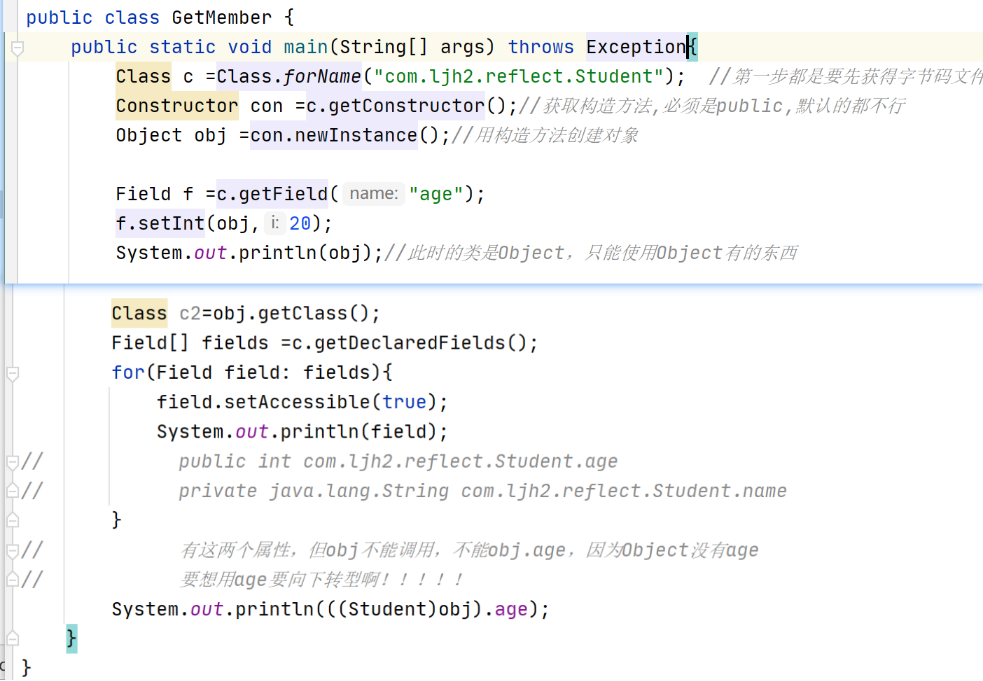 public class GetMember {
public static void main(String[] args) throws Exception{
Class c =Class.forName("com.ljh2.reflect.Student"); //第一步都是要先获得字节码文件
Constructor con =c.getConstructor();//获取构造方法,必须是public,默认的都不行
Object obj =con.newInstance();//用构造方法创建对象
Field f =c.getField( name: "age");
f.setInt(obj, i: 20);
System.out.println(obj);//此时的类是Object，只能使用Object有的东西
Class c2=obj.getClass();
Field[] fields =c.getDeclaredFields();
for(Field field: fields){
field.setAccessible(true);
System.out.println(field);
// public int com.ljh2.reflect.Student.age
// private java.lang.String com.ljh2.reflect.Student.name
}
// 有这两个属性，但obj不能调用，不能obj.age，因为Object没有age
// 要想用age要向下转型啊！！！！！
System.out.println(((Student)obj).age);
}
}